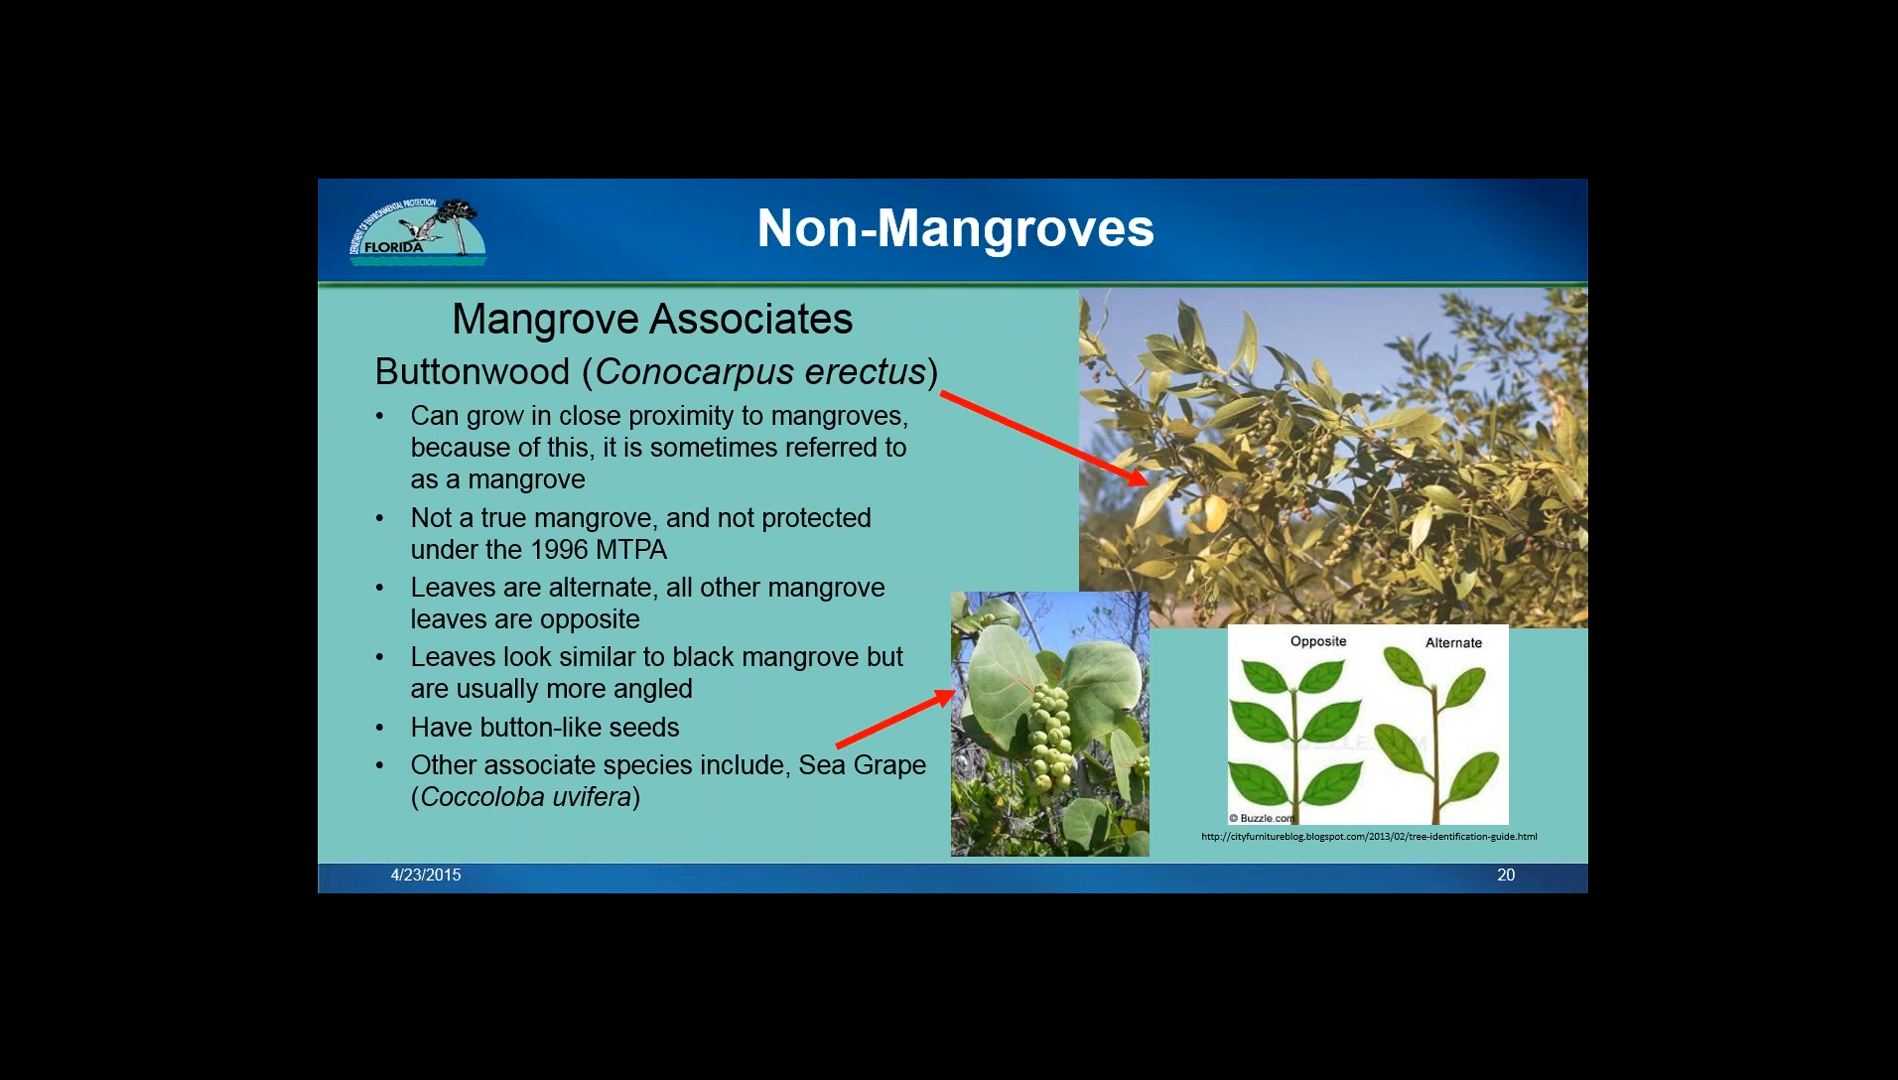 DEPARTMENT OF ENVIRONMENTAL PROTECTION
FLORIDA
Non-Mangroves
Mangrove Associates
Buttonwood (Conocarpus erectus)
• Can grow in close proximity to mangroves,
because of this, it is sometimes referred to
as a mangrove
• Not a true mangrove, and not protected
under the 1996 MTPA
• Leaves are alternate, all other mangrove
leaves are opposite
• Leaves look similar to black mangrove but
are usually more angled
• Have button-like seeds
• Other associate species include, Sea Grape
(Coccoloba uvifera)
Opposite
Alternate
© Buzzle.com
http://cityfurnitureblog.blogspot.com/2013/02/tree-identification-guide.html
4/23/2015
20